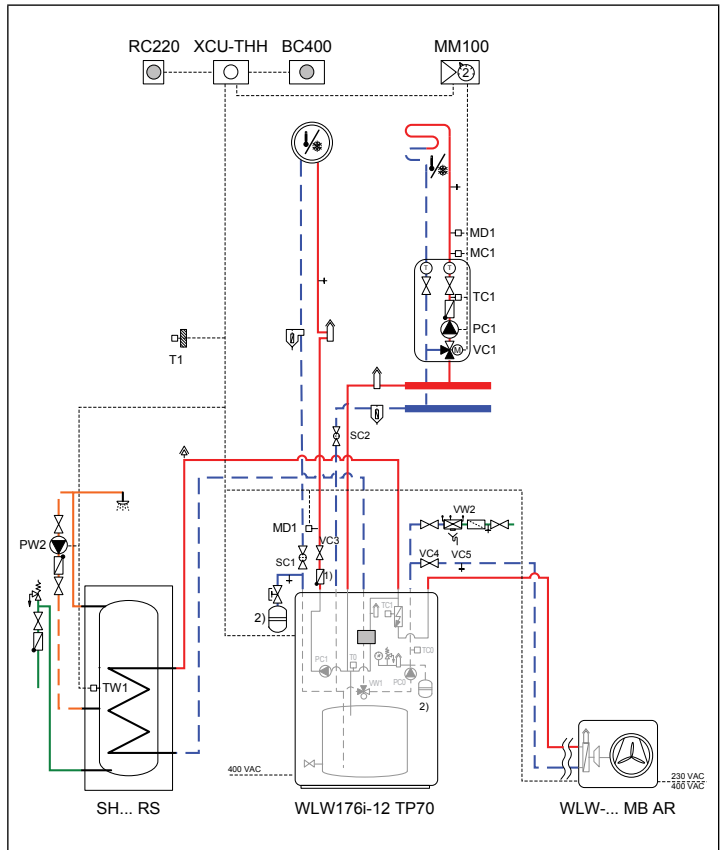 RC220 XCU-THH BC400 MM100
2
MD1
MC1
T T
TC1
PC1
M
VC1
T1
SC2
PW2
MD1
VC3
VW2
SC1
VC4 VC5
1)
2)
TC1
PC1
T0
TC0
VW1
PC0
2)
TW1
400 VAC
230 VAC
400 VAC
SH... RS
WLW176i-12 TP70
WLW-... MB AR